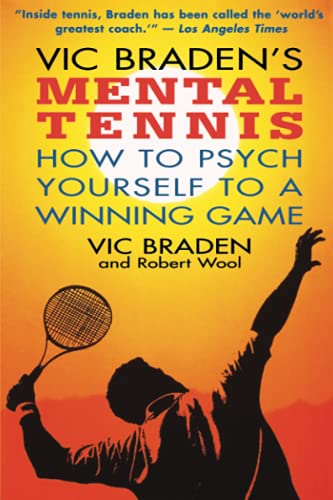 "Inside tennis, Braden has been called the 'world's
greatest coach.'" — Los Angeles Times
VIC BRADEN'S
MENTAL
TENNIS
HOW TO PSYCH
YOURSELF TO A
WINNING GAME
VIC BRADEN
and Robert Wool